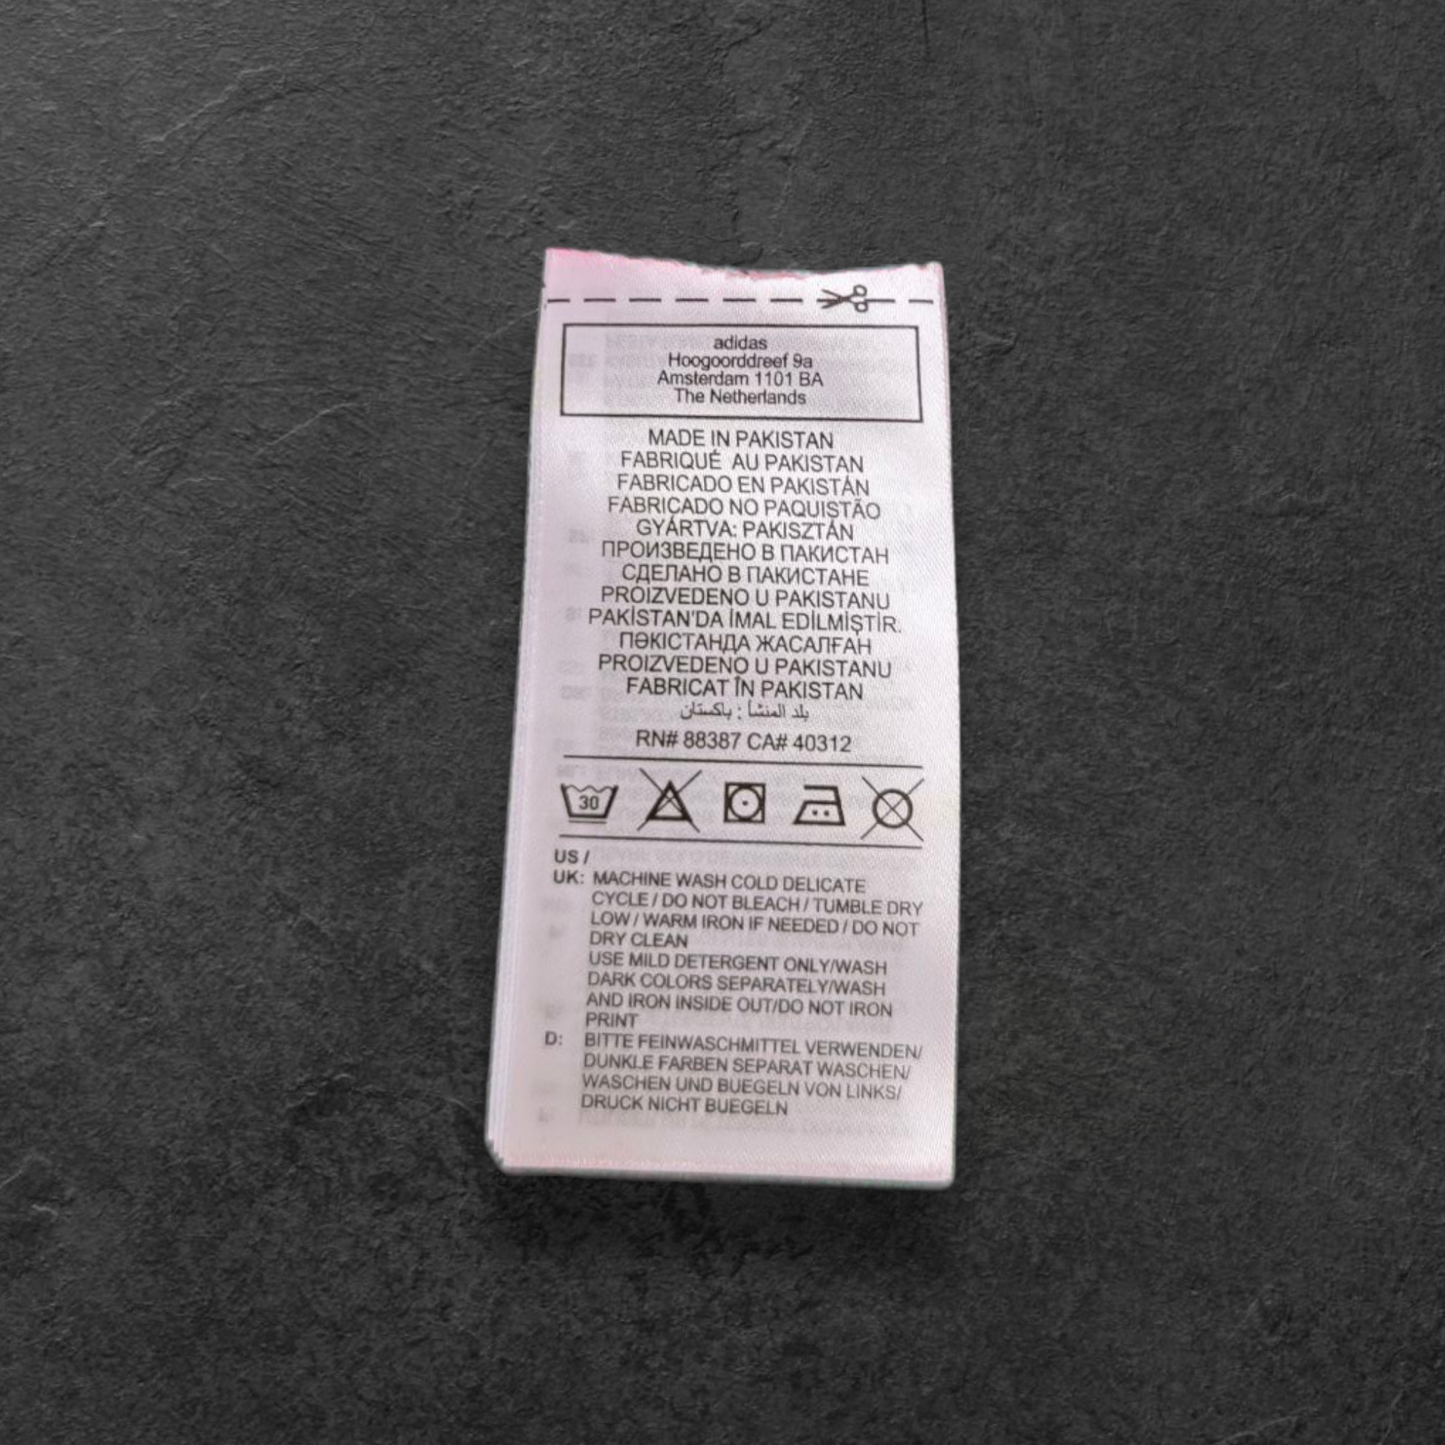 adidas
Hoogoorddreef 9a
Amsterdam 1101 BA
The Netherlands
MADE IN PAKISTAN
FABRIQUÉ AU PAKISTAN
FABRICADO EN PAKISTÁN
FABRICADO NO PAQUISTÃO
GYÁRTVA: PAKISZTÁN
ПРОИЗВЕДЕНО В ПАКИСТАН
СДЕЛАНО В ПАКИСТАНЕ
PROIZVEDENO U PAKISTANU
PAKİSTAN'DA İMAL EDİLMİŞTİR.
ПӘКІСТАНДА ЖАСАЛҒАН
PROIZVEDENO U PAKISTANU
FABRICAT ÎN PAKISTAN
بلد المنشأ : باكستان
RN# 88387 CA# 40312
30
US /
UK: MACHINE WASH COLD DELICATE
CYCLE / DO NOT BLEACH / TUMBLE DRY
LOW / WARM IRON IF NEEDED / DO NOT
DRY CLEAN
USE MILD DETERGENT ONLY/WASH
DARK COLORS SEPARATELY/WASH
AND IRON INSIDE OUT/DO NOT IRON
PRINT
D: BITTE FEINWASCHMITTEL VERWENDEN/
DUNKLE FARBEN SEPARAT WASCHEN/
WASCHEN UND BUEGELN VON LINKS/
DRUCK NICHT BUEGELN